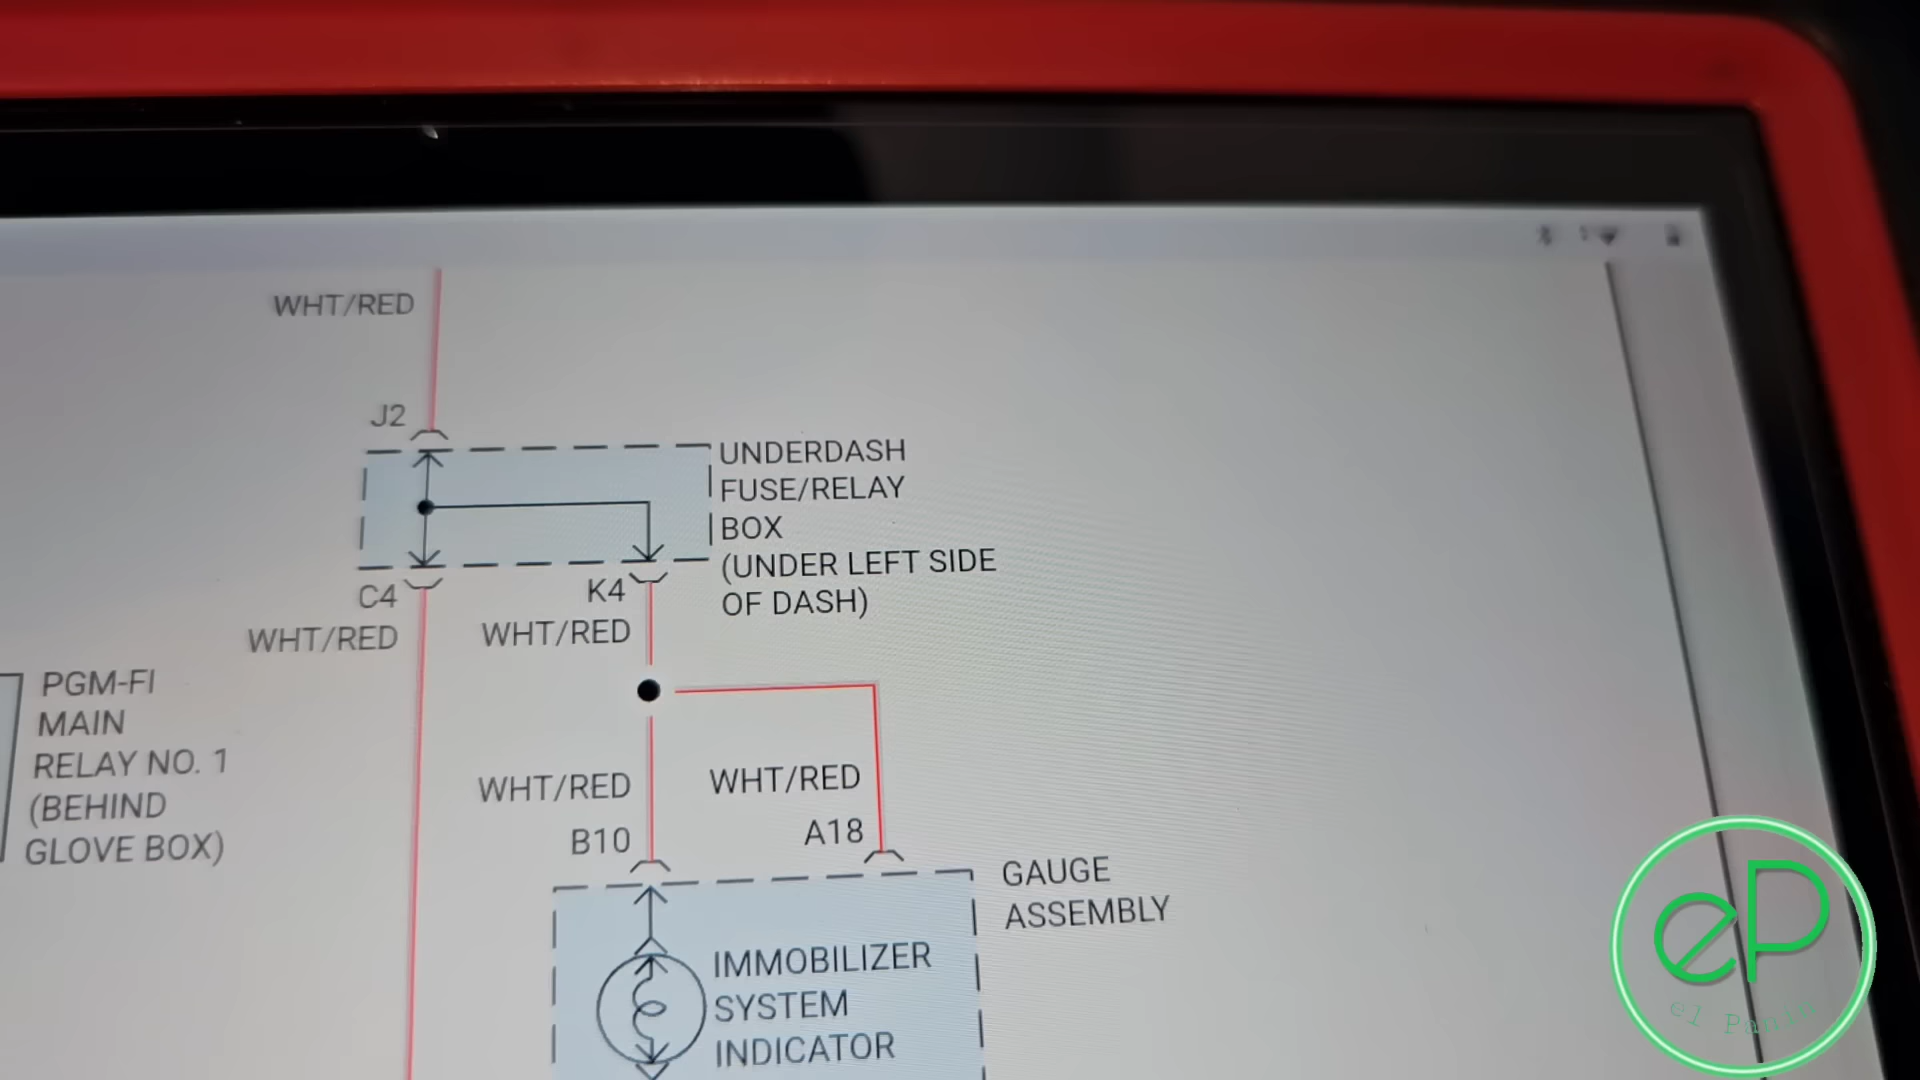 WHT/RED
J2
UNDERDASH
FUSE/RELAY
BOX
(UNDER LEFT SIDE
OF DASH)
C4
K4
WHT/RED
WHT/RED
PGM-FI
MAIN
RELAY NO. 1
(BEHIND
GLOVE BOX)
WHT/RED
WHT/RED
B10
A18
GAUGE
ASSEMBLY
IMMOBILIZER
SYSTEM
INDICATOR
eP